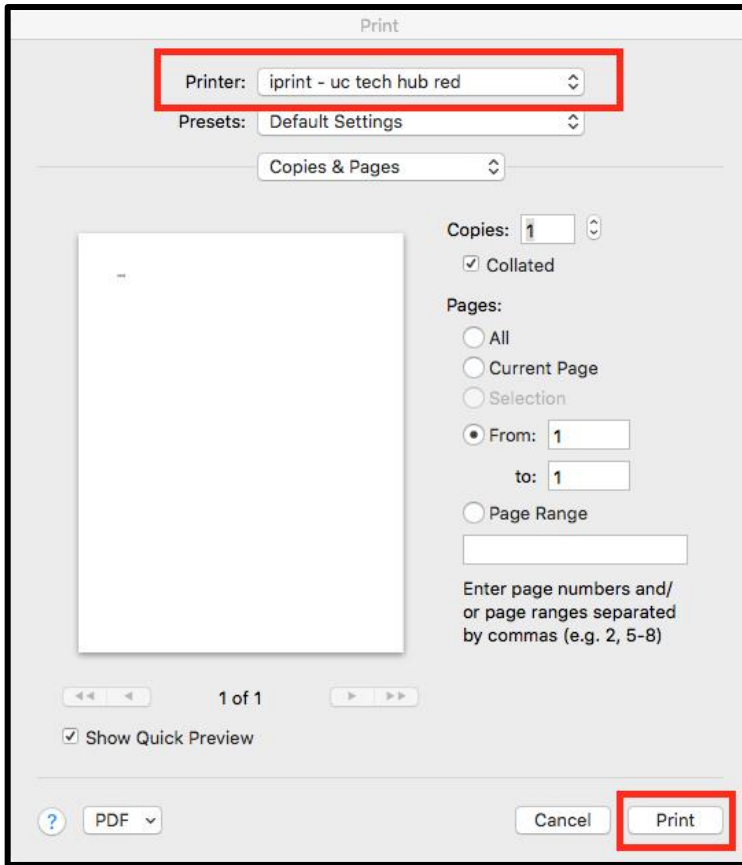 Print
Printer: iprint - uc tech hub red
Presets: Default Settings
Copies & Pages
Copies: 1
Collated
Pages:
All
Current Page
Selection
From: 1
to: 1
Page Range
Enter page numbers and/
or page ranges separated
by commas (e.g. 2, 5-8)
1 of 1
Show Quick Preview
? PDF Cancel Print